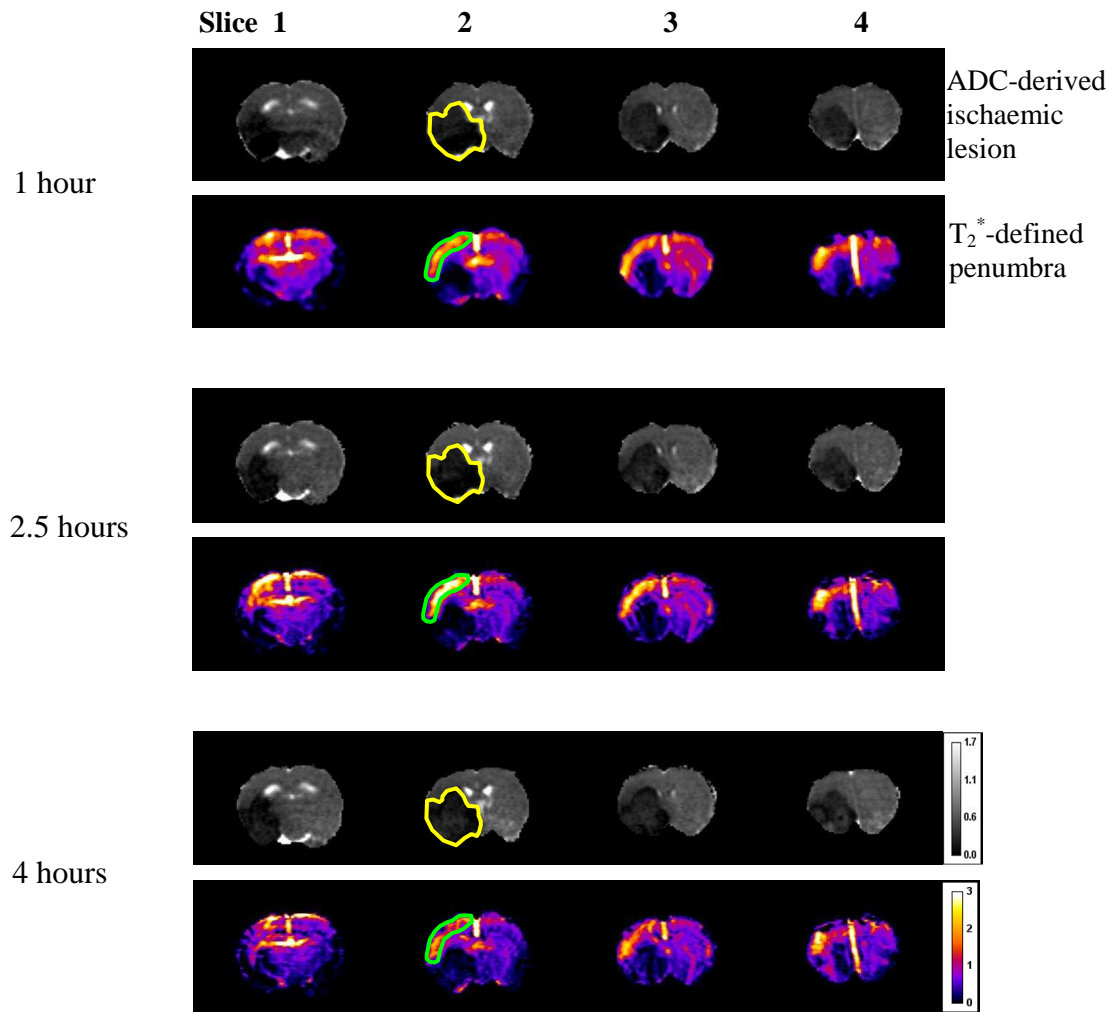 Slice 1 2 3 4
ADC-derived
ischaemic
lesion
1 hour
T₂*-defined
penumbra
2.5 hours
1.7
1.1
0.6
0.0
4 hours
3
2
1
0